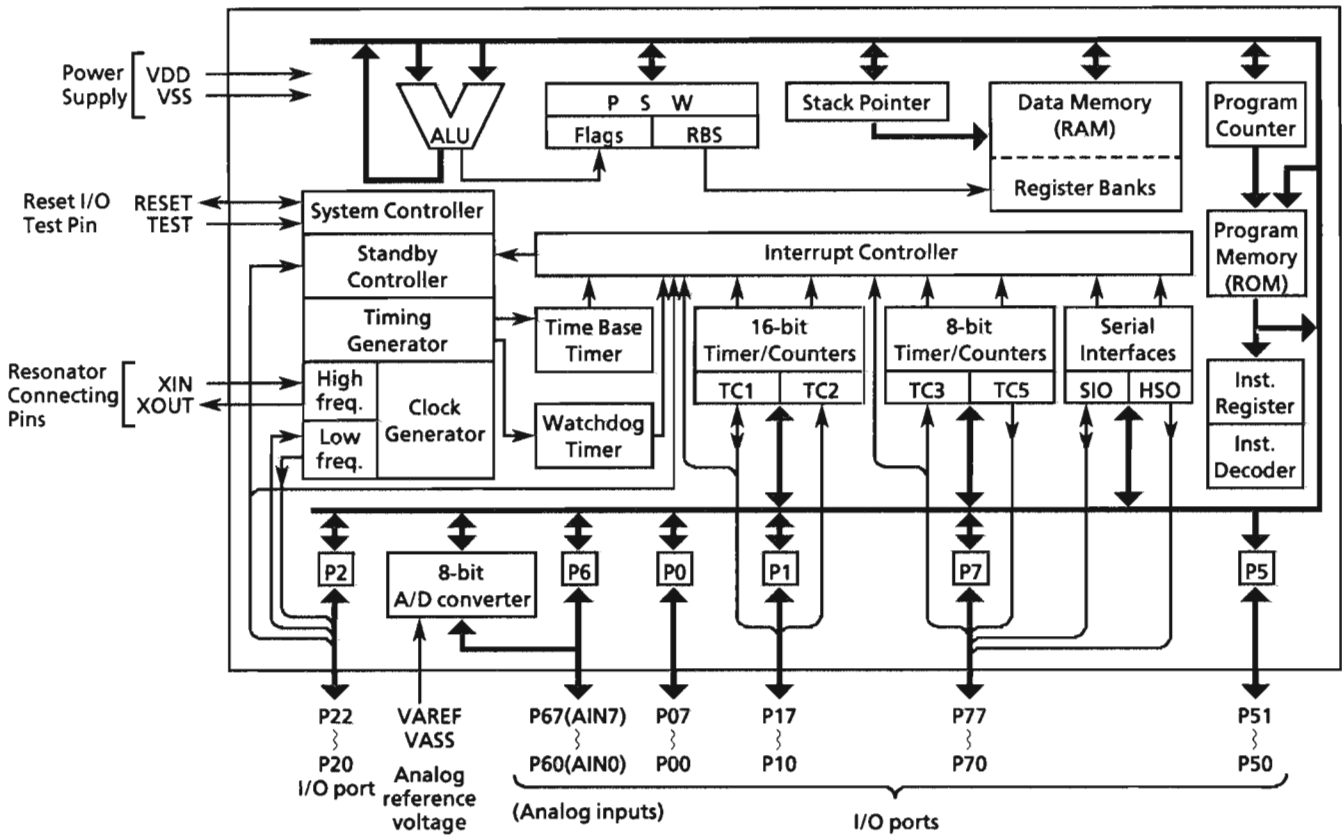 Power
Supply
VDD
VSS
ALU
P S W
Flags
RBS
Stack Pointer
Data Memory
(RAM)
Register Banks
Program
Counter
Reset I/O
Test Pin
RESET
TEST
System Controller
Standby
Controller
Timing
Generator
High
freq.
Low
freq.
Clock
Generator
Interrupt Controller
Program
Memory
(ROM)
Time Base
Timer
Watchdog
Timer
16-bit
Timer/Counters
TC1
TC2
8-bit
Timer/Counters
TC3
TC5
Serial
Interfaces
SIO
HSO
Inst.
Register
Inst.
Decoder
Resonator
Connecting
Pins
XIN
XOUT
P2
8-bit
A/D converter
P6
P0
P1
P7
P5
P22
P20
I/O port
VAREF
VASS
Analog
reference
voltage
P67(AIN7)
P60(AIN0)
(Analog inputs)
P07
P00
P17
P10
P77
P70
P51
P50
I/O ports